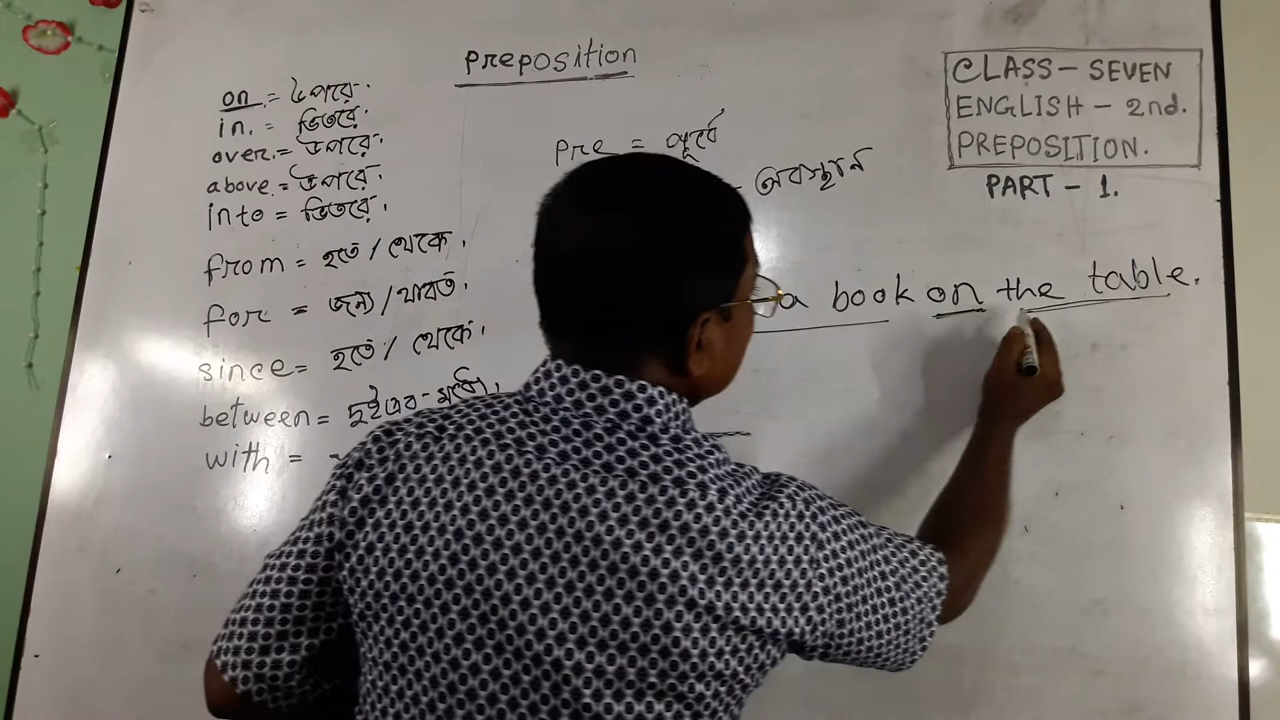 preposition
on = উপরে.
in. = ভিতরে.
over. = উপরে.
above. = উপরে.
into = ভিতরে.
from = হতে / থেকে.
for = জন্য / যাবত.
since = হতে / থেকে.
between = দুইএর - মধ্যে.
with =
pre = পূর্বে
- অবস্থান
a book on the table.
CLASS - SEVEN
ENGLISH - 2nd.
PREPOSITION.
PART - 1.